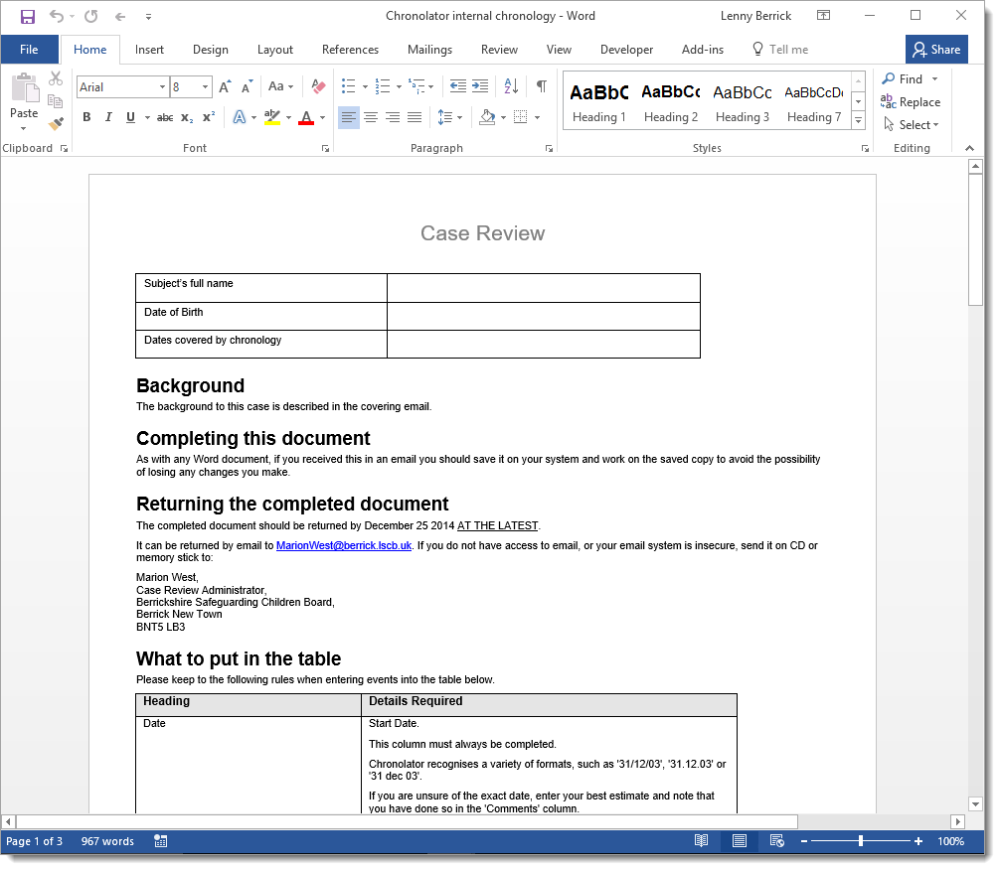 Chronolator internal chronology - Word
Lenny Berrick
File Home Insert Design Layout References Mailings Review View Developer Add-ins Tell me Share
Paste
Clipboard
Arial 8 A A Aa
B I U abc x₂ x² A ab A
Font
Paragraph
AaBbC AaBbCc AaBbCc AaBbCcDc
Heading 1 Heading 2 Heading 3 Heading 7
Styles
Find
Replace
Select
Editing
Case Review
Subject's full name
Date of Birth
Dates covered by chronology
Background
The background to this case is described in the covering email.
Completing this document
As with any Word document, if you received this in an email you should save it on your system and work on the saved copy to avoid the possibility
of losing any changes you make.
Returning the completed document
The completed document should be returned by December 25 2014 AT THE LATEST.
It can be returned by email to MarionWest@berrick.lscb.uk. If you do not have access to email, or your email system is insecure, send it on CD or
memory stick to:
Marion West,
Case Review Administrator,
Berrickshire Safeguarding Children Board,
Berrick New Town
BNT5 LB3
What to put in the table
Please keep to the following rules when entering events into the table below.
Heading Details Required
Date Start Date.
This column must always be completed.
Chronolator recognises a variety of formats, such as '31/12/03', '31.12.03' or
'31 dec 03'.
If you are unsure of the exact date, enter your best estimate and note that
you have done so in the 'Comments' column.
Page 1 of 3 967 words 100%